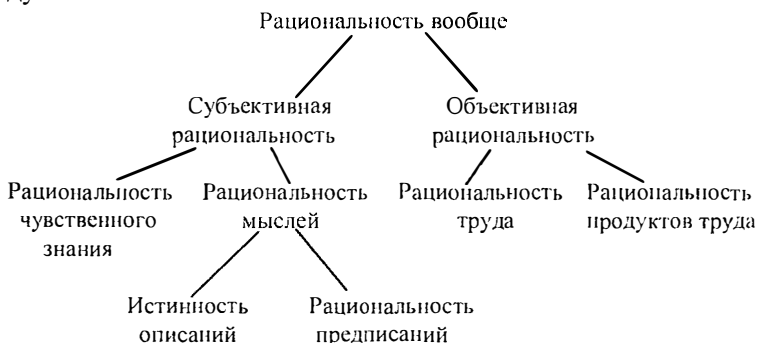 ду
Рациональность вообще
Субъективная
рациональность
Объективная
рациональность
Рациональность
чувственного
знания
Рациональность
мыслей
Рациональность
труда
Рациональность
продуктов труда
Истинность
описаний
Рациональность
предписаний